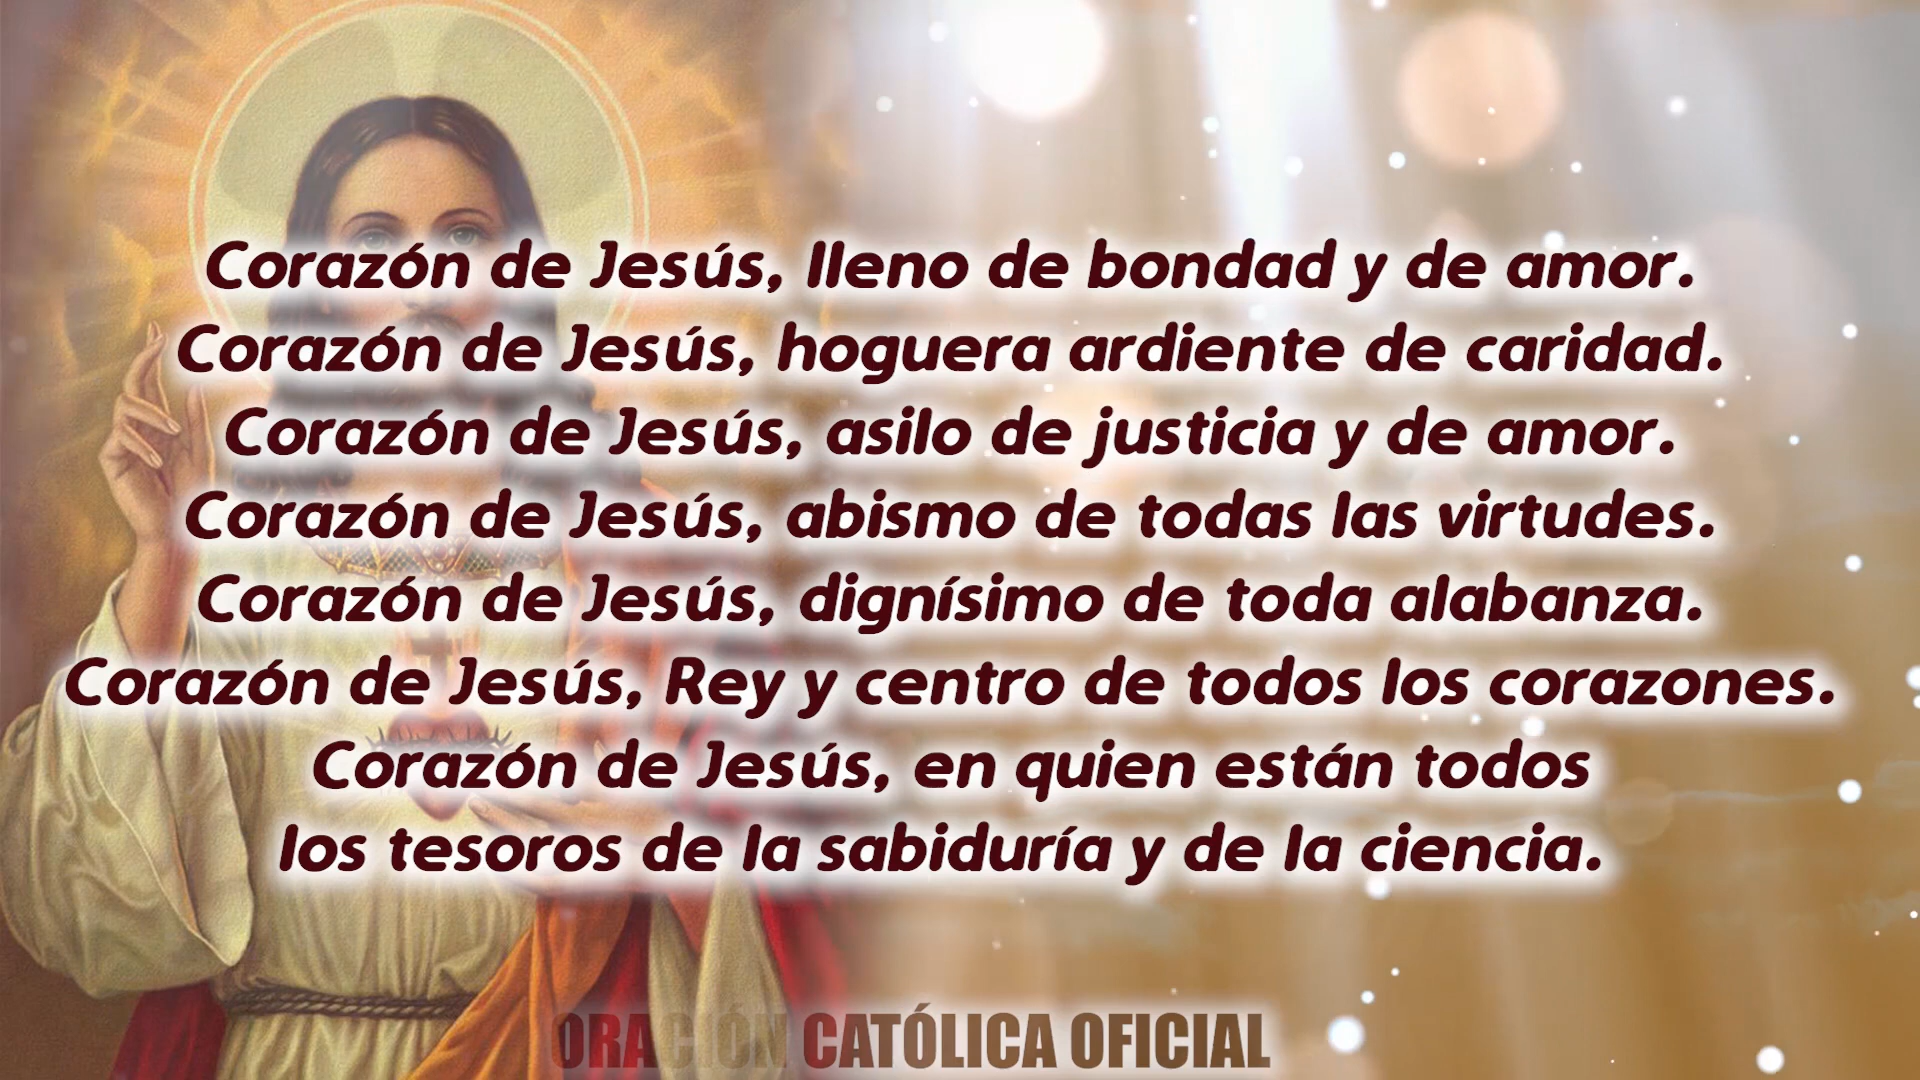 Corazón de Jesús, lleno de bondad y de amor.
Corazón de Jesús, hoguera ardiente de caridad.
Corazón de Jesús, asilo de justicia y de amor.
Corazón de Jesús, abismo de todas las virtudes.
Corazón de Jesús, dignísimo de toda alabanza.
Corazón de Jesús, Rey y centro de todos los corazones.
Corazón de Jesús, en quien están todos
los tesoros de la sabiduría y de la ciencia.
ORACIÓN CATÓLICA OFICIAL